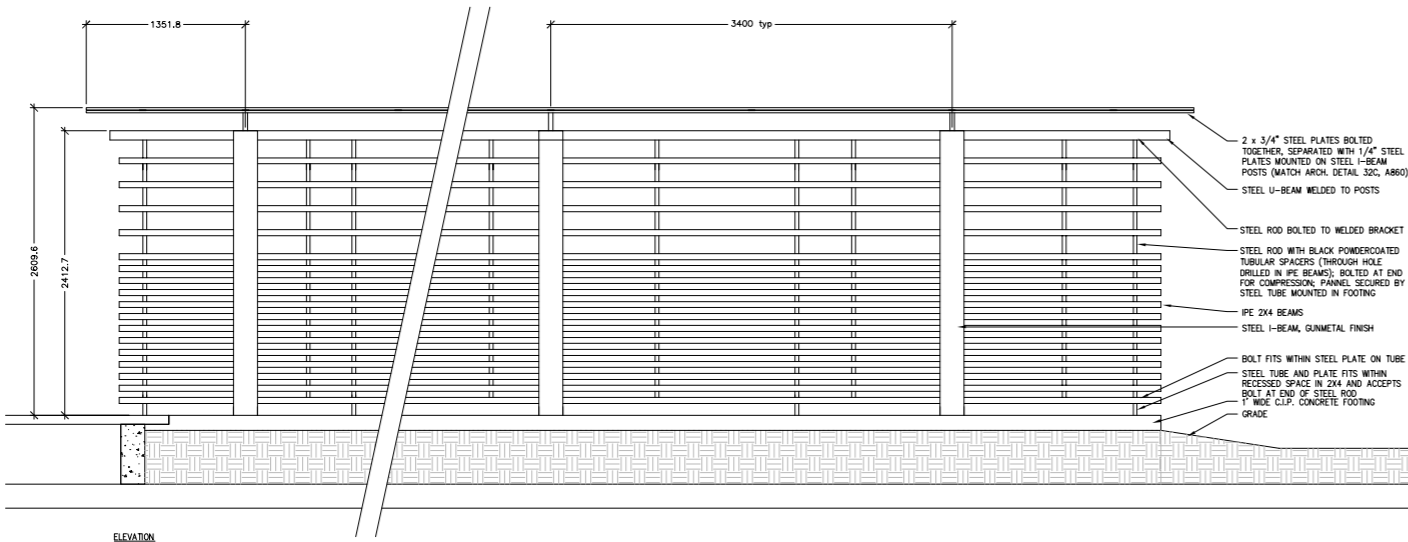 1351.8
3400 typ
2609.6
2412.7
2 x 3/4" STEEL PLATES BOLTED
TOGETHER, SEPARATED WITH 1/4" STEEL
PLATES MOUNTED ON STEEL I-BEAM
POSTS (MATCH ARCH. DETAIL 32C, A860)
STEEL U-BEAM WELDED TO POSTS
STEEL ROD BOLTED TO WELDED BRACKET
STEEL ROD WITH BLACK POWDERCOATED
TUBULAR SPACERS (THROUGH HOLE
DRILLED IN IPE BEAMS); BOLTED AT END
FOR COMPRESSION; PANNEL SECURED BY
STEEL TUBE MOUNTED IN FOOTING
IPE 2X4 BEAMS
STEEL I-BEAM, GUNMETAL FINISH
BOLT FITS WITHIN STEEL PLATE ON TUBE
STEEL TUBE AND PLATE FITS WITHIN
RECESSED SPACE IN 2X4 AND ACCEPTS
BOLT AT END OF STEEL ROD
1' WIDE C.I.P. CONCRETE FOOTING
GRADE
ELEVATION